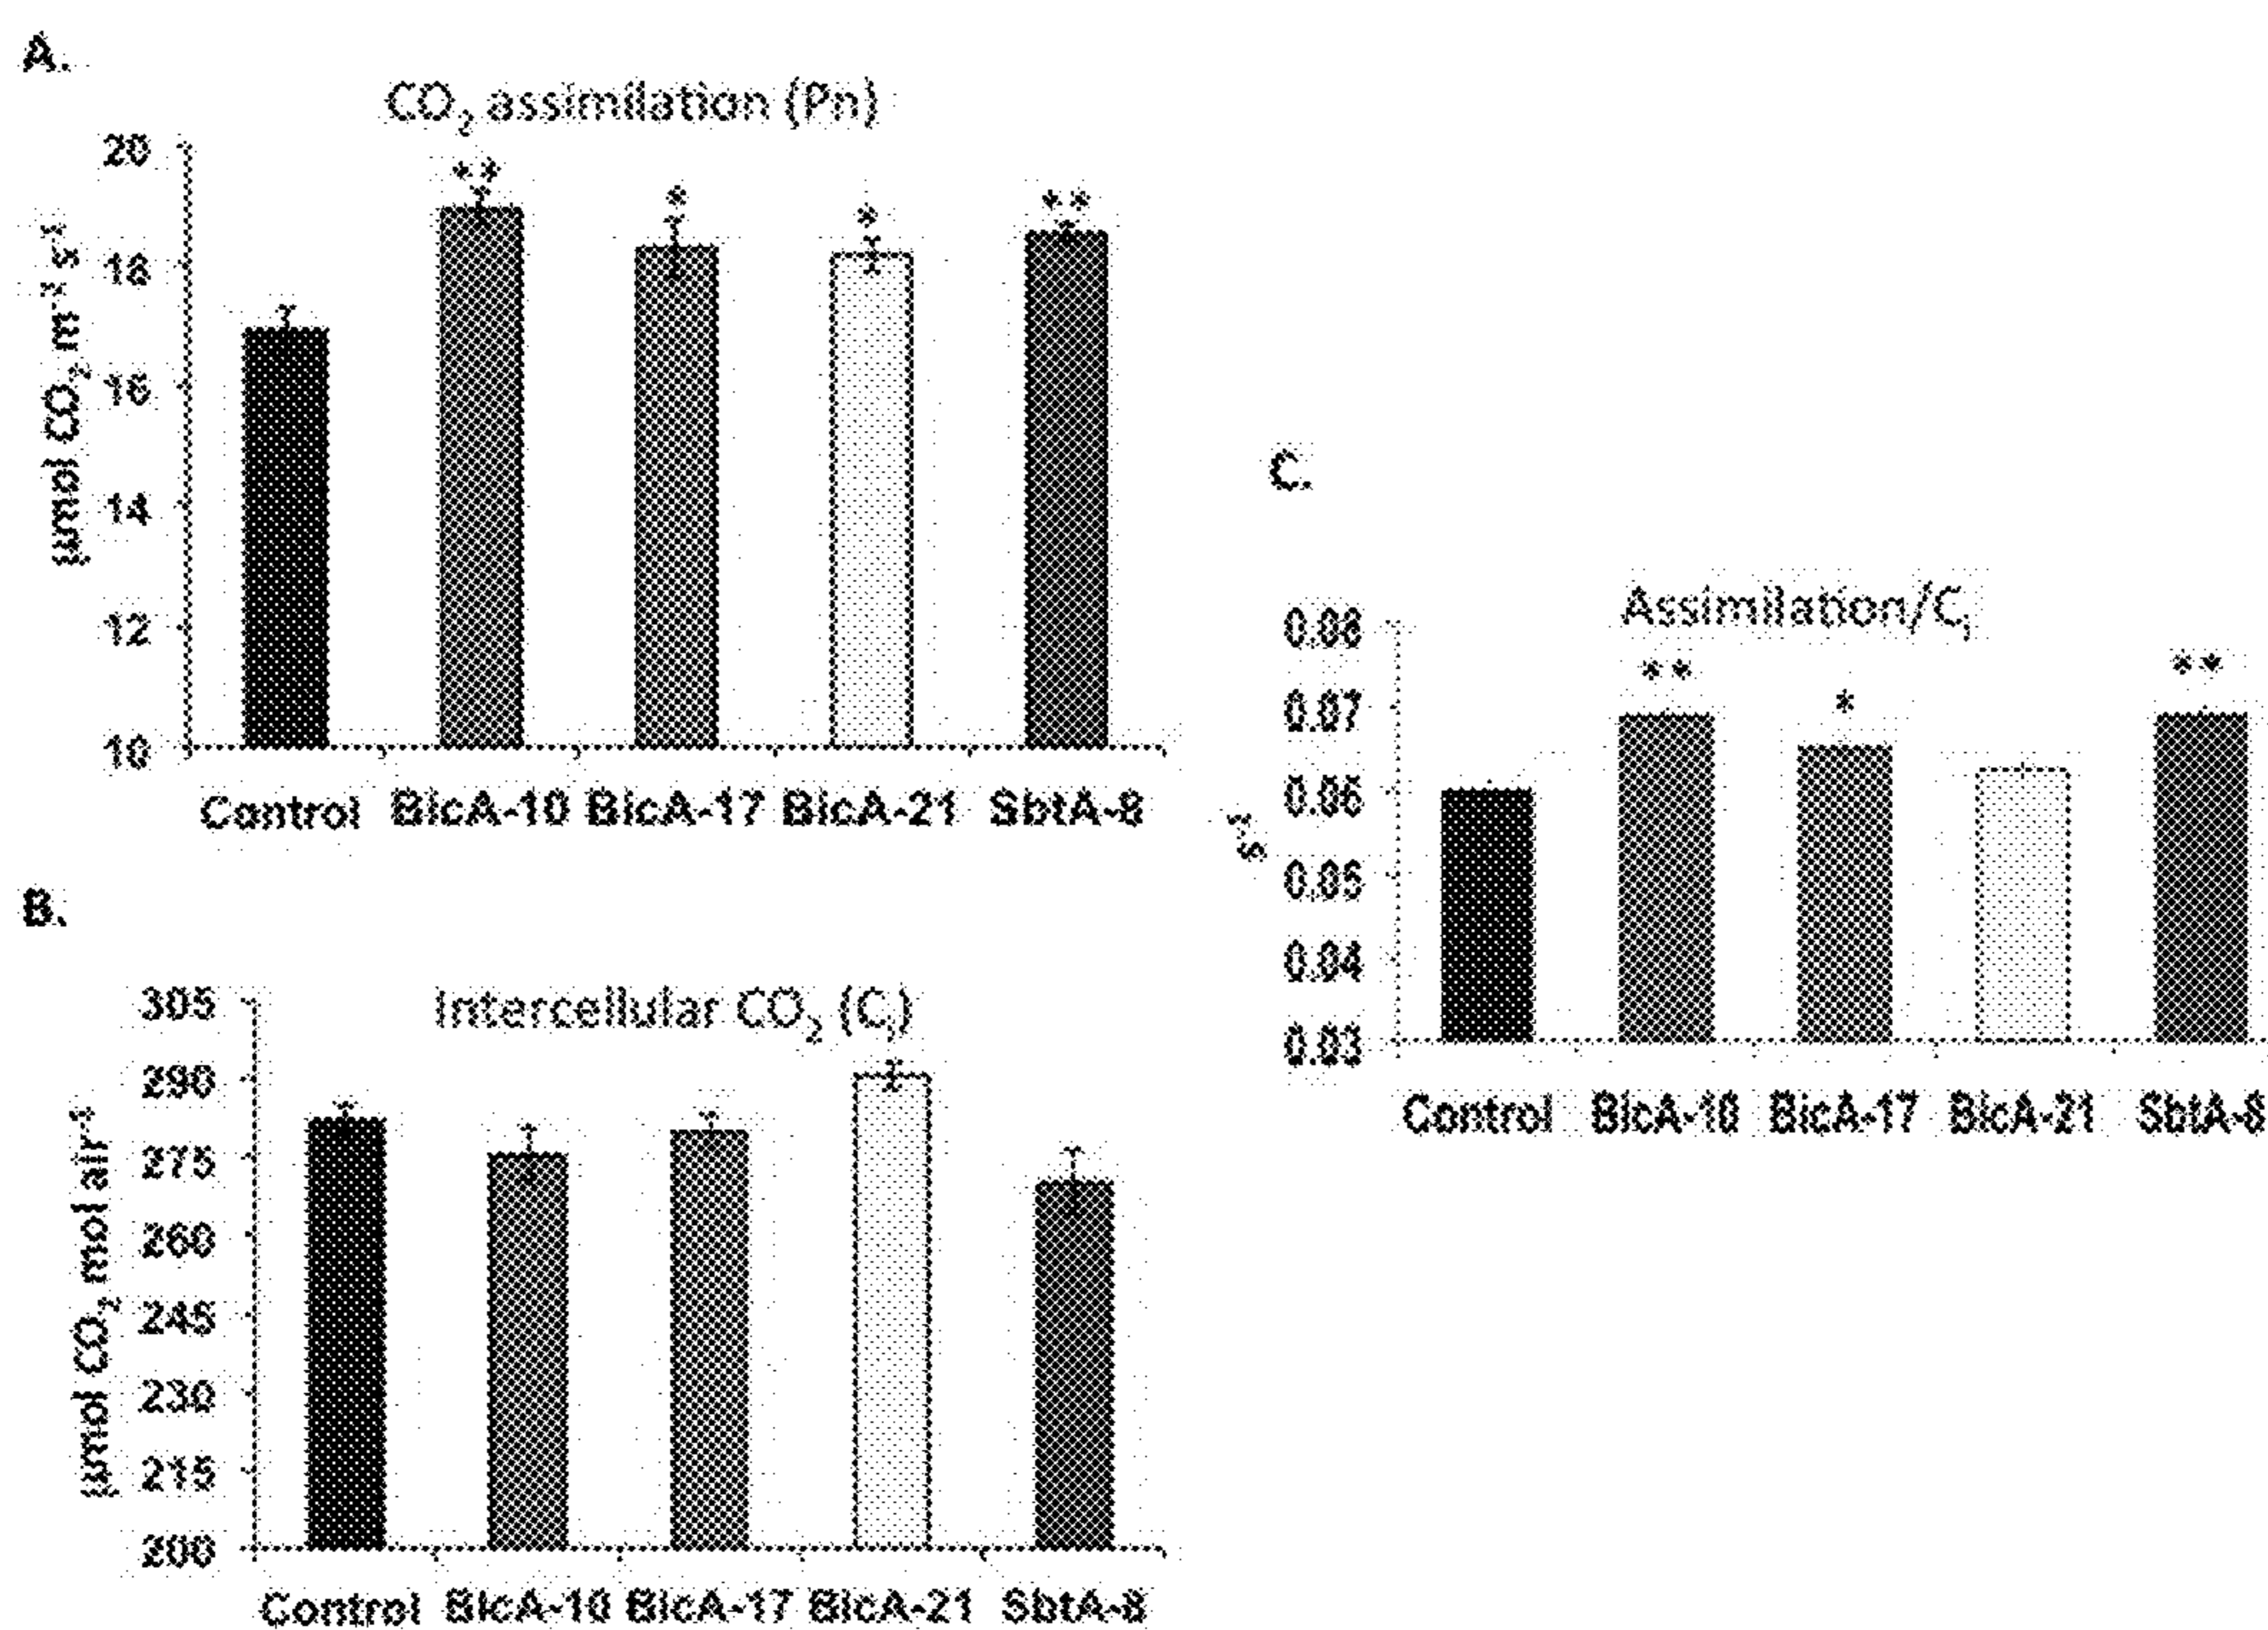 A.
CO₂ assimilation (Pn)
µmol CO₂ m⁻² s⁻¹
20
18
16
14
12
10
** * * **
Control BicA-10 BicA-17 BicA-21 SbtA-8
B.
Intercellular CO₂ (Cᵢ)
µmol CO₂ mol air⁻¹
305
290
275
260
245
230
215
200
Control BicA-10 BicA-17 BicA-21 SbtA-8
C.
Assimilation/Cᵢ
s⁻¹
0.08
0.07
0.06
0.05
0.04
0.03
** * **
Control BicA-10 BicA-17 BicA-21 SbtA-8